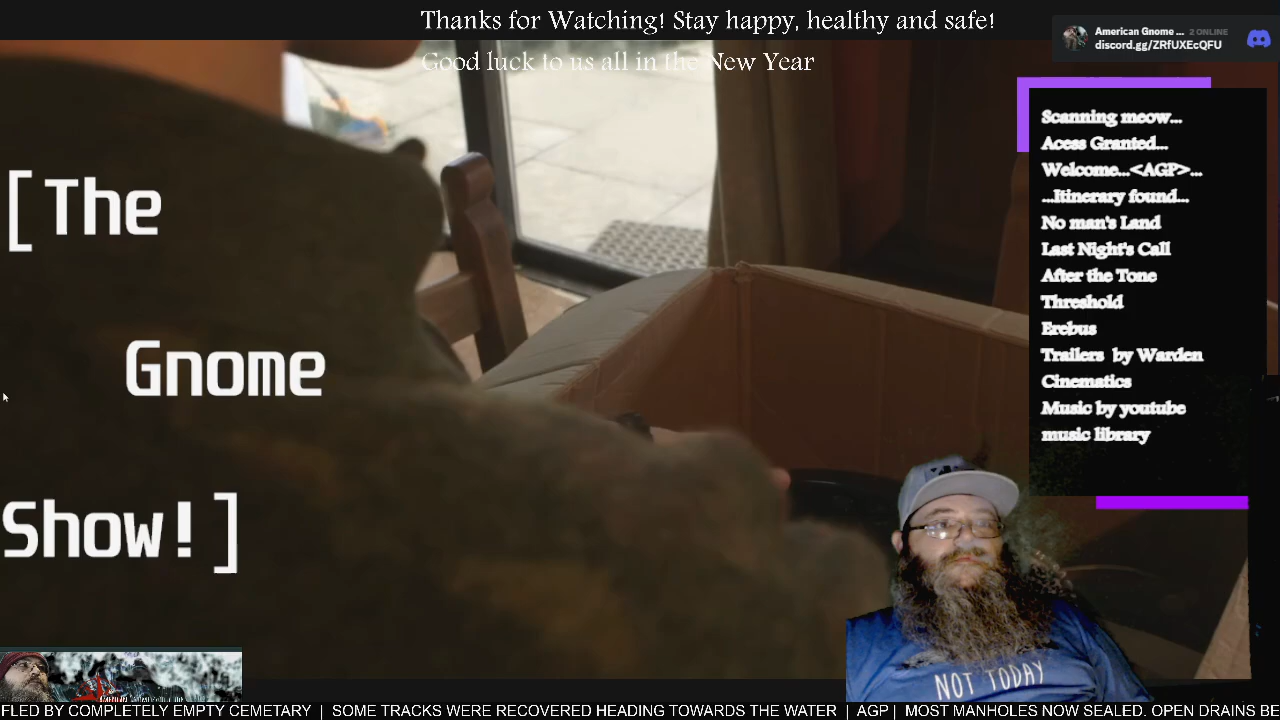 Thanks for Watching! Stay happy, healthy and safe!
Good luck to us all in the New Year
American Gnome ... 2 ONLINE
discord.gg/ZRfUXEcQFU
Scanning meow...
Acess Granted...
Welcome...<AGP>...
...Itinerary found...
No man's Land
Last Night's Call
After the Tone
Threshold
Erebus
Trailers by Warden
Cinematics
Music by youtube
music library
[The
Gnome
Show!]
NOT TODAY
FLED BY COMPLETELY EMPTY CEMETARY | SOME TRACKS WERE RECOVERED HEADING TOWARDS THE WATER | AGP | MOST MANHOLES NOW SEALED. OPEN DRAINS BE